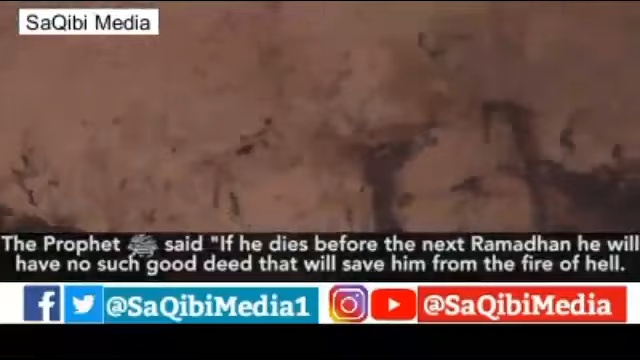 SaQibi Media
The Prophet ﷺ said "If he dies before the next Ramadhan he will
have no such good deed that will save him from the fire of hell.
@SaQibiMedia1 @SaQibiMedia